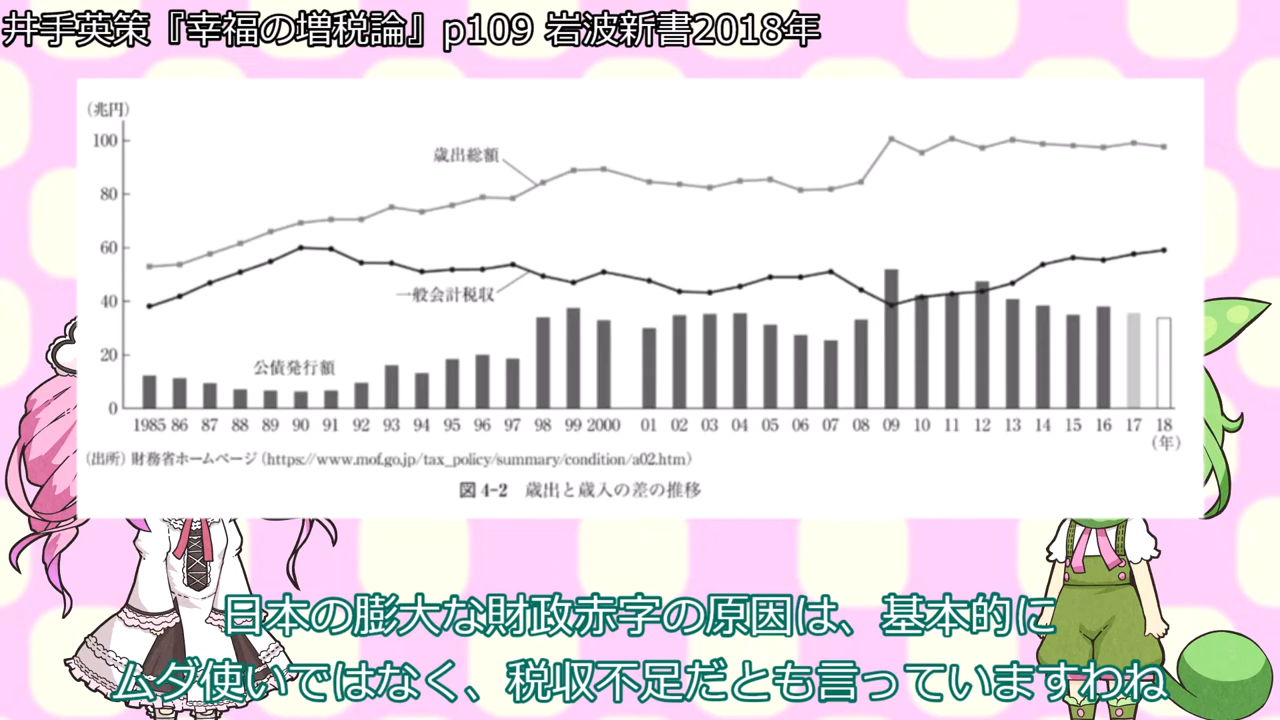 井手英策『幸福の増税論』p109 岩波新書2018年
(兆円)
100
80
60
40
20
0
歳出総額
一般会計税収
公債発行額
1985 86 87 88 89 90 91 92 93 94 95 96 97 98 99 2000 01 02 03 04 05 06 07 08 09 10 11 12 13 14 15 16 17 18
(年)
(出所) 財務省ホームページ (https://www.mof.go.jp/tax_policy/summary/condition/a02.htm)
図 4-2 歳出と歳入の差の推移
日本の膨大な財政赤字の原因は、基本的に
ムダ使いではなく、税収不足だとも言っていますわね